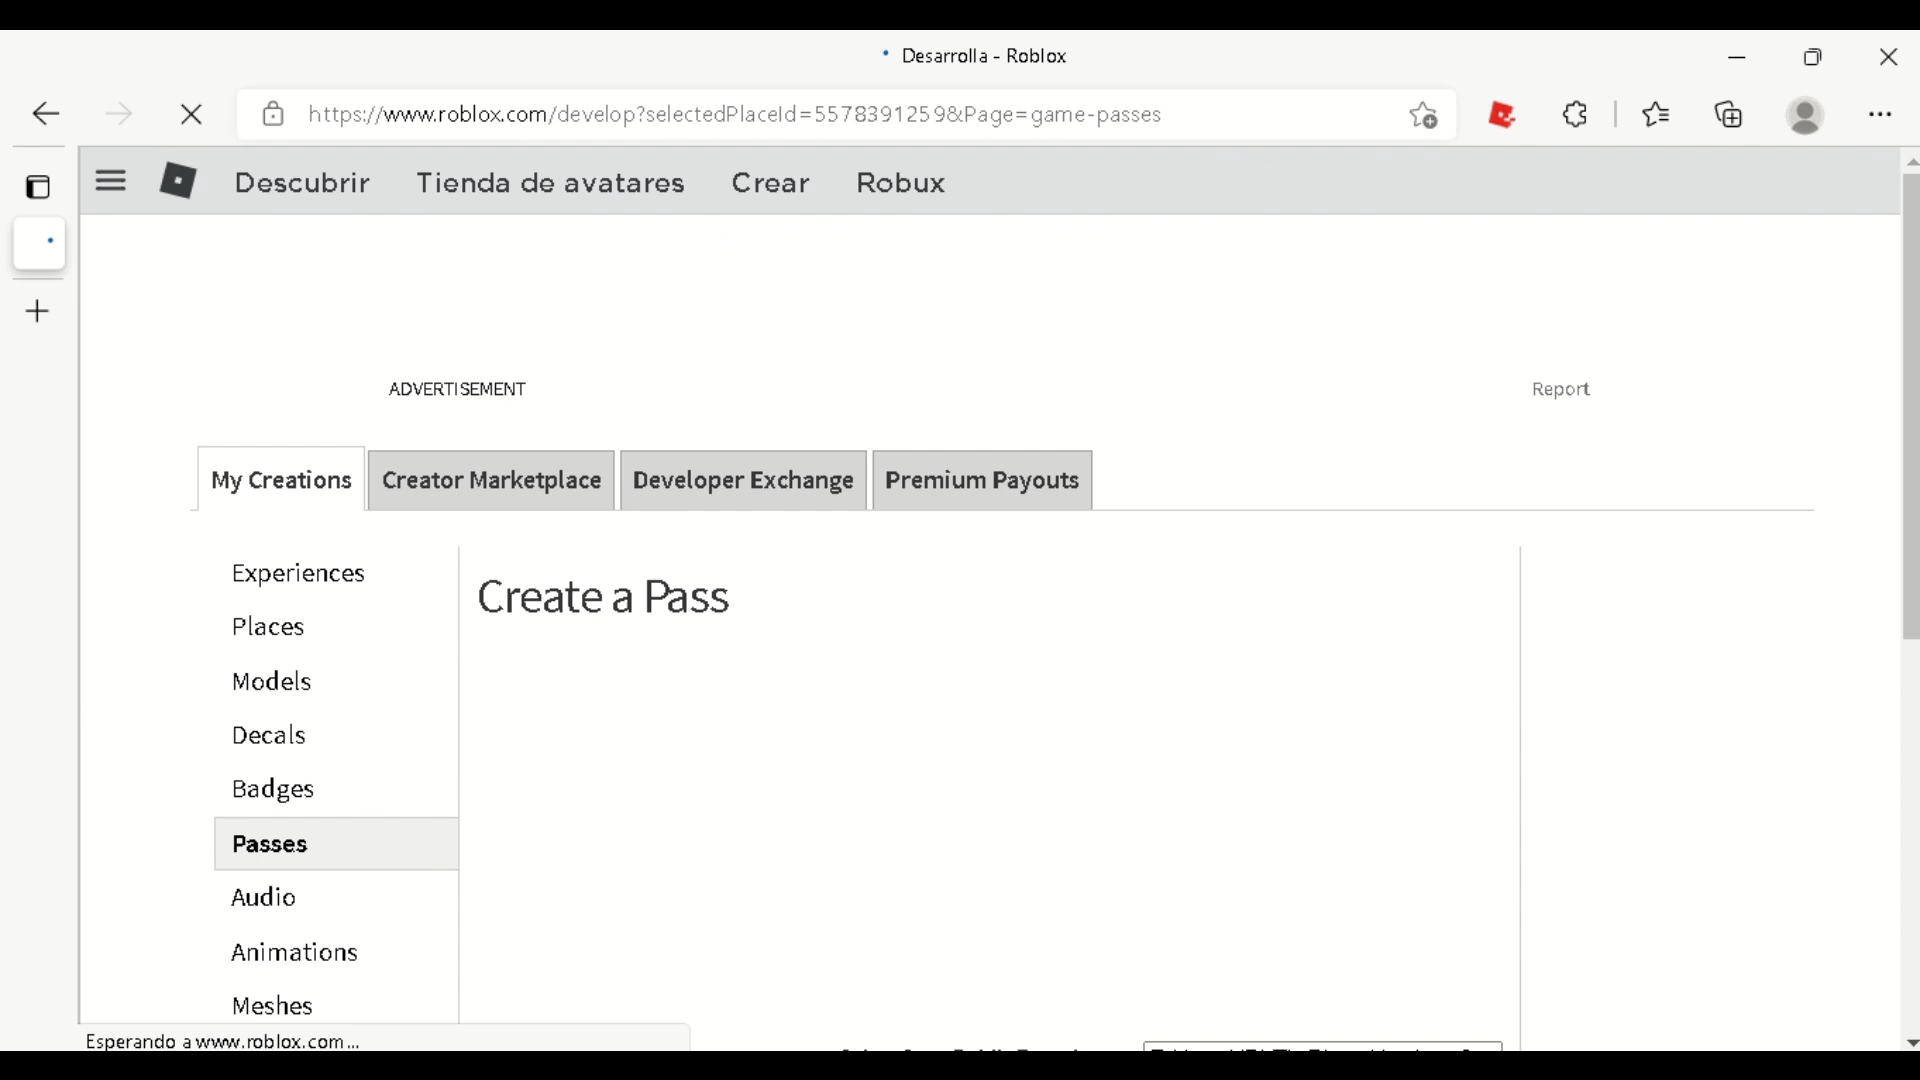 Desarrolla - Roblox
https://www.roblox.com/develop?selectedPlaceId=5578391259&Page=game-passes
Descubrir Tienda de avatares Crear Robux
ADVERTISEMENT Report
My Creations Creator Marketplace Developer Exchange Premium Payouts
Experiences
Create a Pass
Places
Models
Decals
Badges
Passes
Audio
Animations
Meshes
Esperando a www.roblox.com...